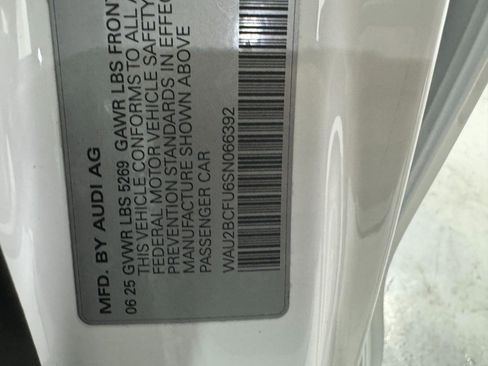 MFD. BY AUDI AG
06 25 GVWR LBS 5269 GAWR LBS FRONT
THIS VEHICLE CONFORMS TO ALL
FEDERAL MOTOR VEHICLE SAFETY
PREVENTION STANDARDS IN EFFEC
MANUFACTURE SHOWN ABOVE
PASSENGER CAR
WAU2BCFU6SN066392